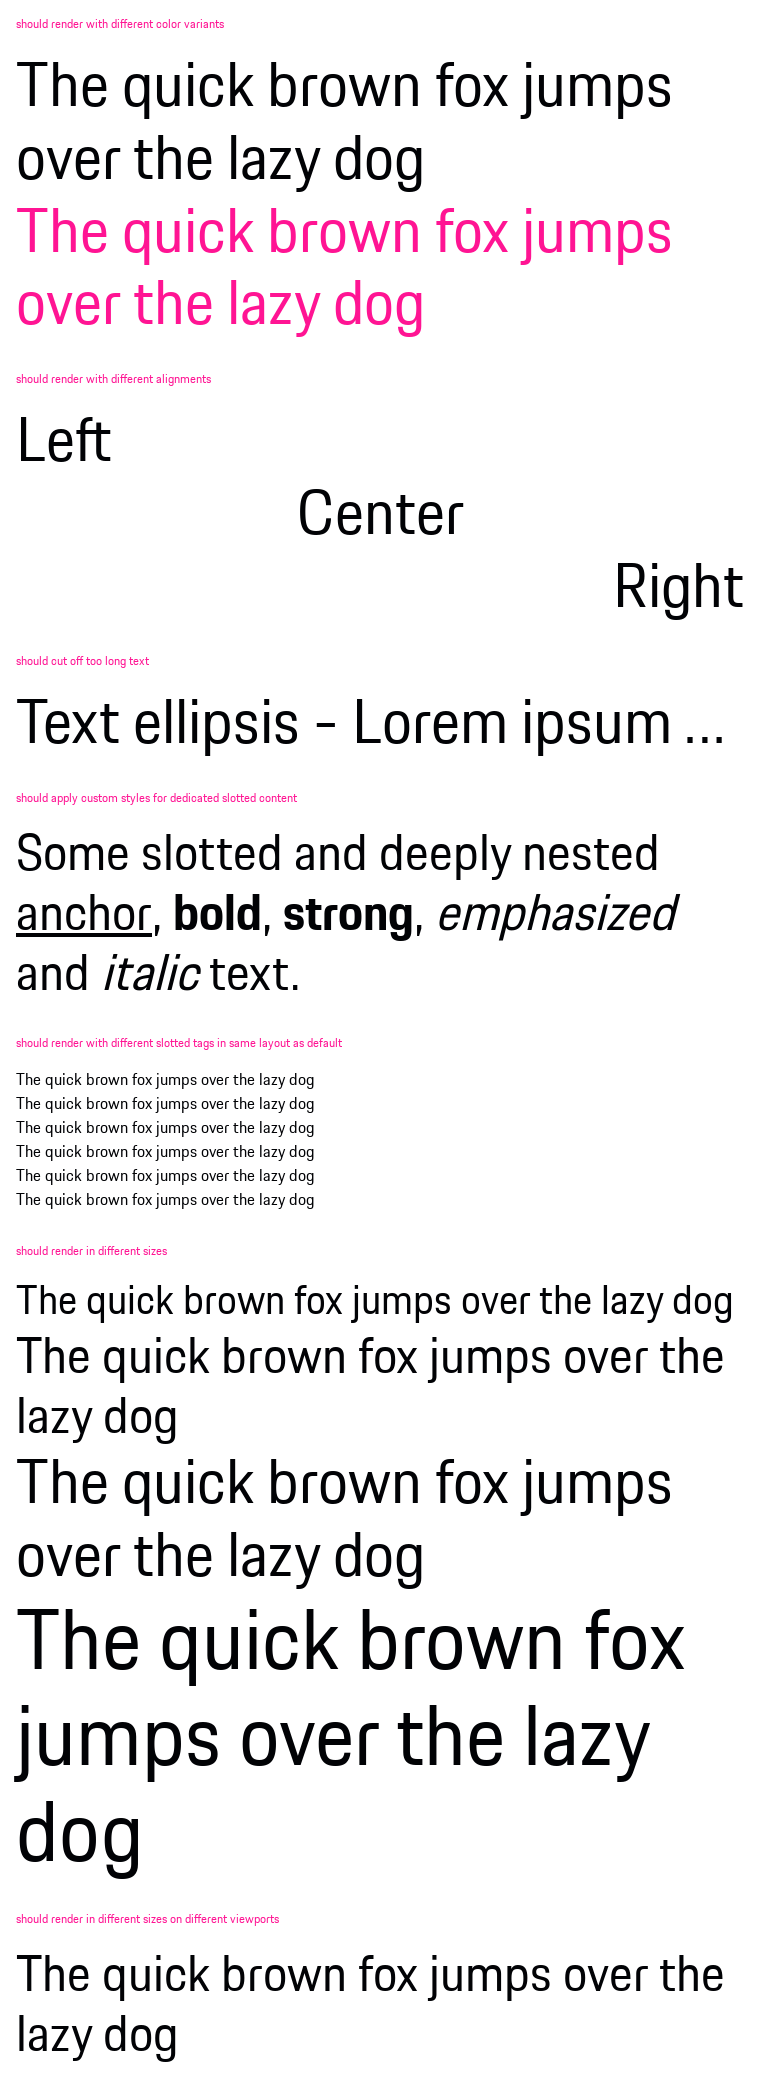 should render with different color variants
The quick brown fox jumps
over the lazy dog
The quick brown fox jumps
over the lazy dog
should render with different alignments
Left
Center
Right
should cut off too long text
Text ellipsis - Lorem ipsum ...
should apply custom styles for dedicated slotted content
Some slotted and deeply nested
anchor, bold, strong, emphasized
and italic text.
should render with different slotted tags in same layout as default
The quick brown fox jumps over the lazy dog
The quick brown fox jumps over the lazy dog
The quick brown fox jumps over the lazy dog
The quick brown fox jumps over the lazy dog
The quick brown fox jumps over the lazy dog
The quick brown fox jumps over the lazy dog
should render in different sizes
The quick brown fox jumps over the lazy dog
The quick brown fox jumps over the
lazy dog
The quick brown fox jumps
over the lazy dog
The quick brown fox
jumps over the lazy
dog
should render in different sizes on different viewports
The quick brown fox jumps over the
lazy dog